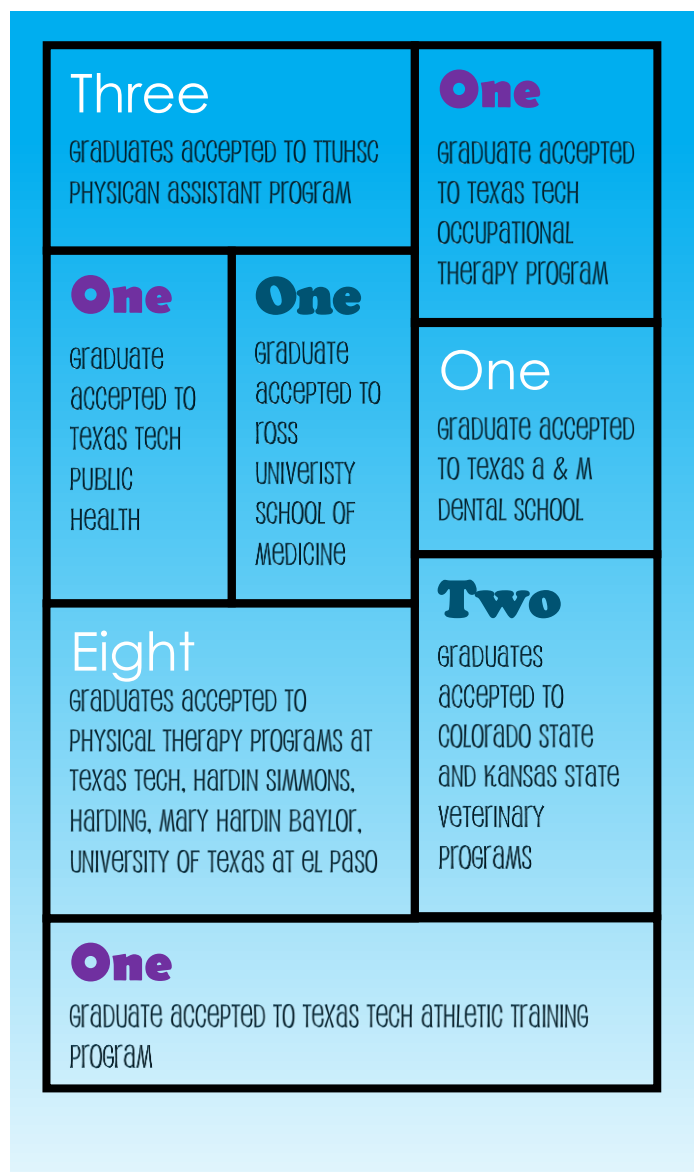 Three
Graduates accepted to TTUHSC
Physican Assistant Program
One
Graduate accepted
to Texas Tech
Occupational
Therapy Program
One
Graduate
accepted to
Texas Tech
Public
Health
One
Graduate
accepted to
Ross
Univeristy
School of
Medicine
One
Graduate accepted
to Texas A & M
Dental School
Eight
Graduates accepted to
Physical Therapy Programs at
Texas Tech, Hardin Simmons,
Harding, Mary Hardin Baylor,
University of Texas at El Paso
Two
Graduates
accepted to
Colorado State
and Kansas State
Veterinary
Programs
One
Graduate accepted to Texas Tech Athletic Training
Program